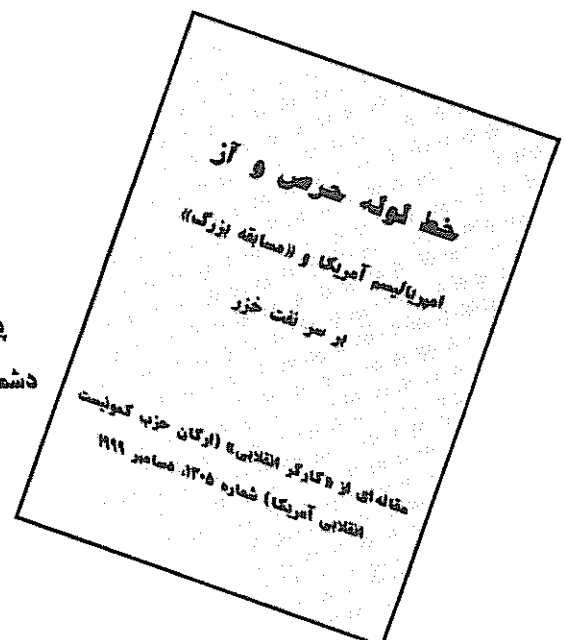 خط لوله حرص و آز
امپریالیسم آمریکا و ((مسابقه بزرگ))
بر سر نفت خزر
مقاله‌ای از «کارگر انقلابی» (ارگان حزب کمونیست
انقلابی آمریکا) شماره ۱۳۰۵، دسامبر ۱۹۹۹